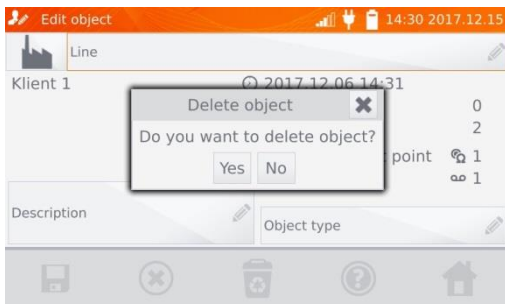 Edit object
14:30 2017.12.15
Line
Klient 1
2017.12.06 14:31
Delete object
0
Do you want to delete object?
2
point
1
Yes No
1
Description
Object type